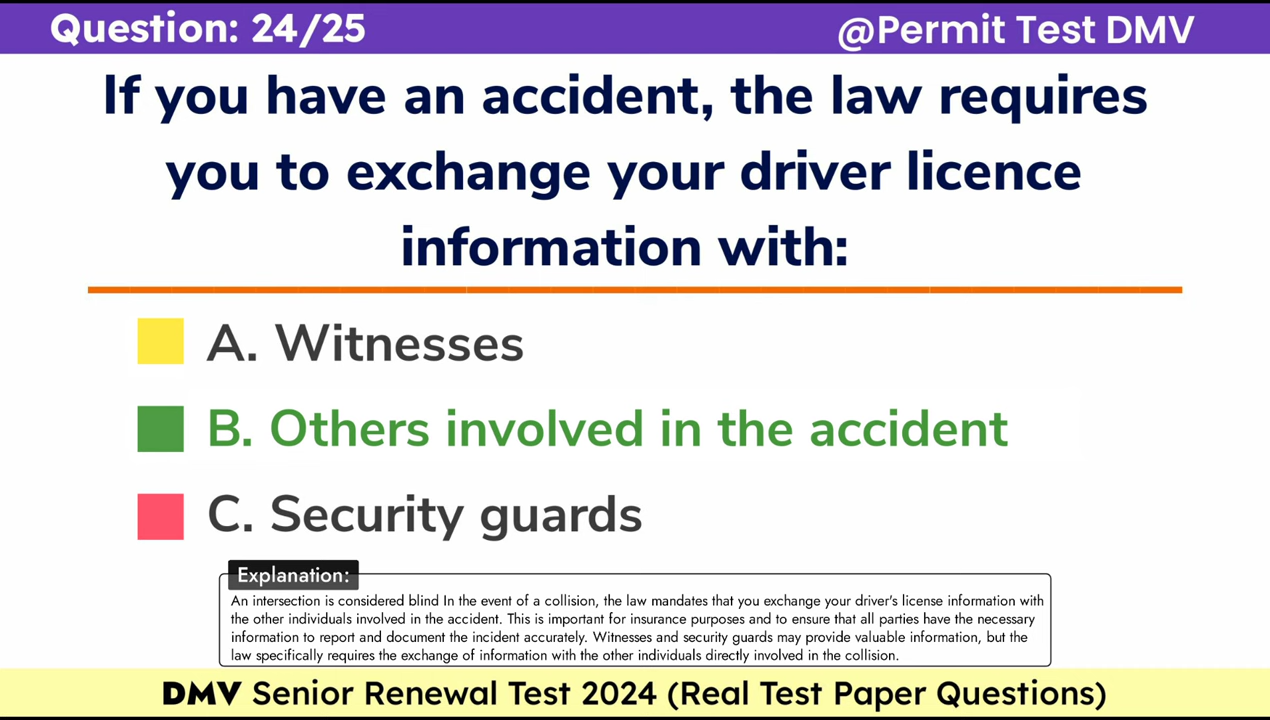 Question: 24/25
@Permit Test DMV
If you have an accident, the law requires
you to exchange your driver licence
information with:
A. Witnesses
B. Others involved in the accident
C. Security guards
Explanation:
An intersection is considered blind In the event of a collision, the law mandates that you exchange your driver's license information with
the other individuals involved in the accident. This is important for insurance purposes and to ensure that all parties have the necessary
information to report and document the incident accurately. Witnesses and security guards may provide valuable information, but the
law specifically requires the exchange of information with the other individuals directly involved in the collision.
DMV Senior Renewal Test 2024 (Real Test Paper Questions)